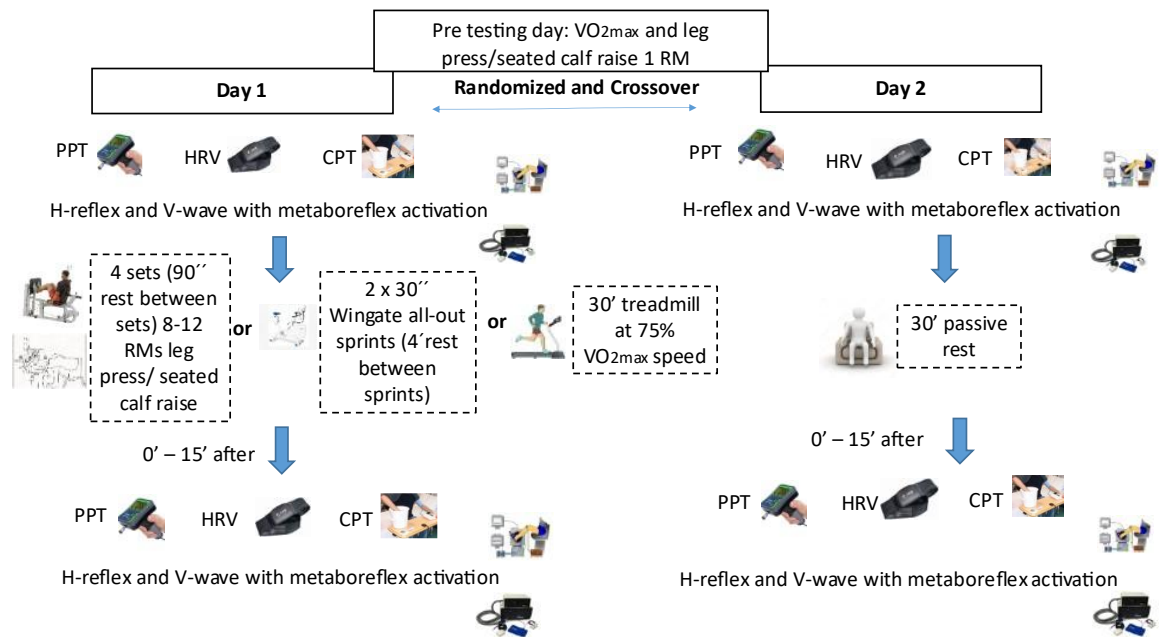 Pre testing day: VO2max and leg
press/seated calf raise 1 RM
Day 1
Randomized and Crossover
Day 2
PPT
HRV
CPT
H-reflex and V-wave with metaboreflex activation
PPT
HRV
CPT
H-reflex and V-wave with metaboreflex activation
4 sets (90´´
rest between
sets) 8-12
RMs leg
press/ seated
calf raise
or
2 x 30´´
Wingate all-out
sprints (4´rest
between
sprints)
or
30’ treadmill
at 75%
VO2max speed
30’ passive
rest
0’ – 15’ after
0’ – 15’ after
PPT
HRV
CPT
H-reflex and V-wave with metaboreflex activation
PPT
HRV
CPT
H-reflex and V-wave with metaboreflex activation